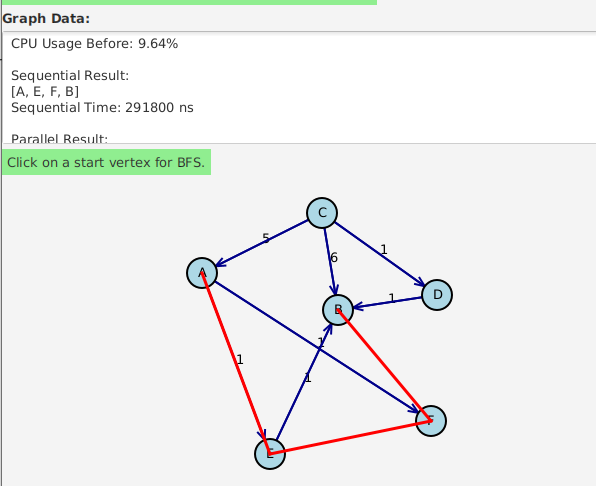 Graph Data:
CPU Usage Before: 9.64%
Sequential Result:
[A, E, F, B]
Sequential Time: 291800 ns
Parallel Result:
Click on a start vertex for BFS.
C
5
6
1
A
D
1
B
1
1
1
F
E